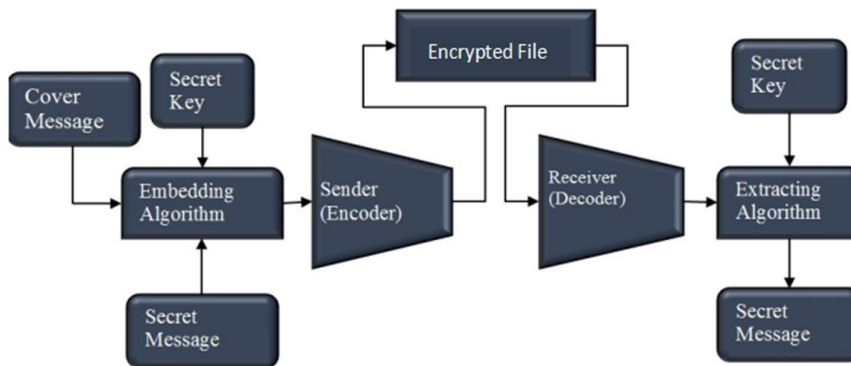 Encrypted File
Secret
Key
Cover
Message
Embedding
Algorithm
Sender
(Encoder)
Secret
Message
Receiver
(Decoder)
Secret
Key
Extracting
Algorithm
Secret
Message